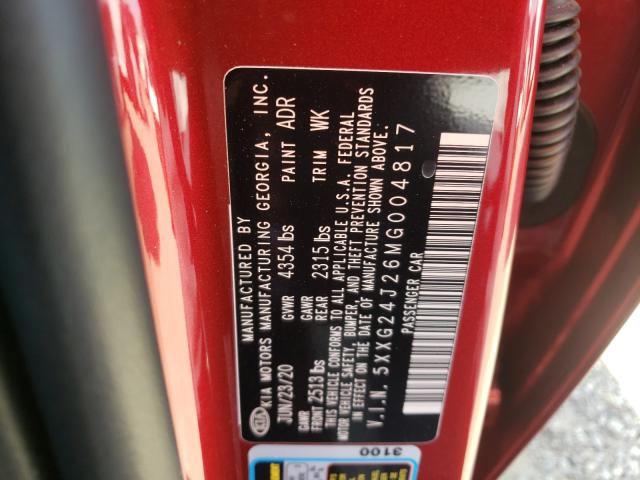 KIA
MANUFACTURED BY
KIA MOTORS MANUFACTURING GEORGIA, INC.
JUN/23/20 GVWR 4354 lbs PAINT ADR
GAWR FRONT 2513 lbs GAWR REAR 2315 lbs TRIM WK
THIS VEHICLE CONFORMS TO ALL APPLICABLE U.S.A. FEDERAL
MOTOR VEHICLE SAFETY, BUMPER, AND THEFT PREVENTION STANDARDS
IN EFFECT ON THE DATE OF MANUFACTURE SHOWN ABOVE.
V.I.N. 5XXG24J26MG004817
PASSENGER CAR
3100